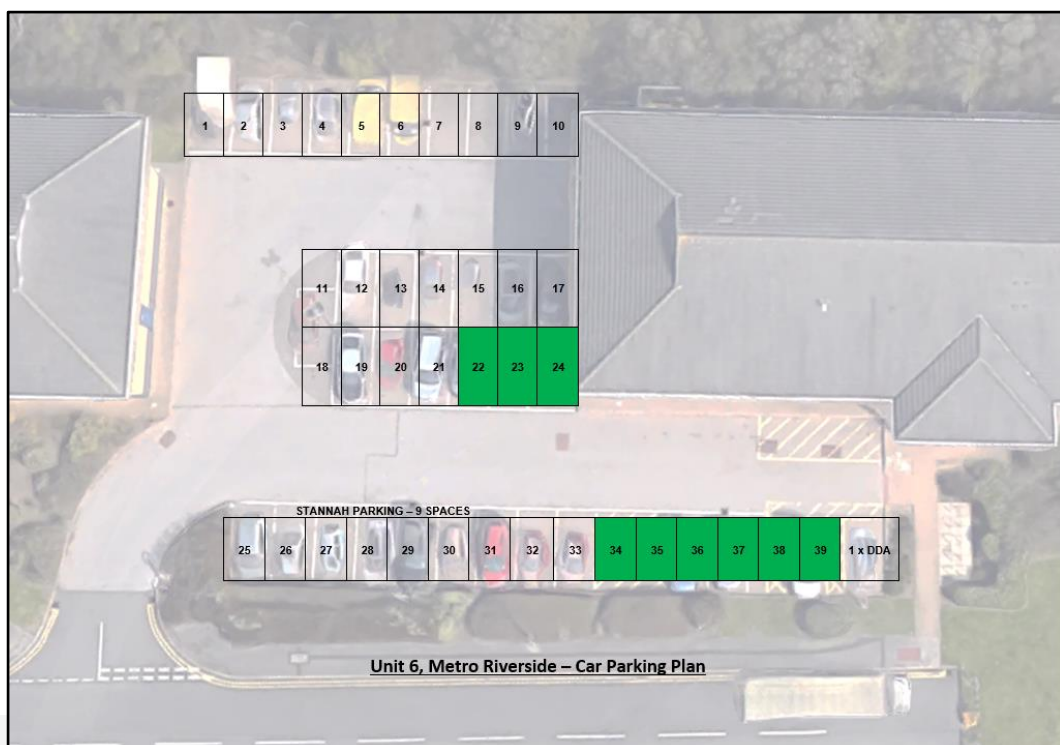 1 2 3 4 5 6 7 8 9 10
11 12 13 14 15 16 17
18 19 20 21 22 23 24
STANNAH PARKING – 9 SPACES
25 26 27 28 29 30 31 32 33 34 35 36 37 38 39 1 x DDA
Unit 6, Metro Riverside – Car Parking Plan